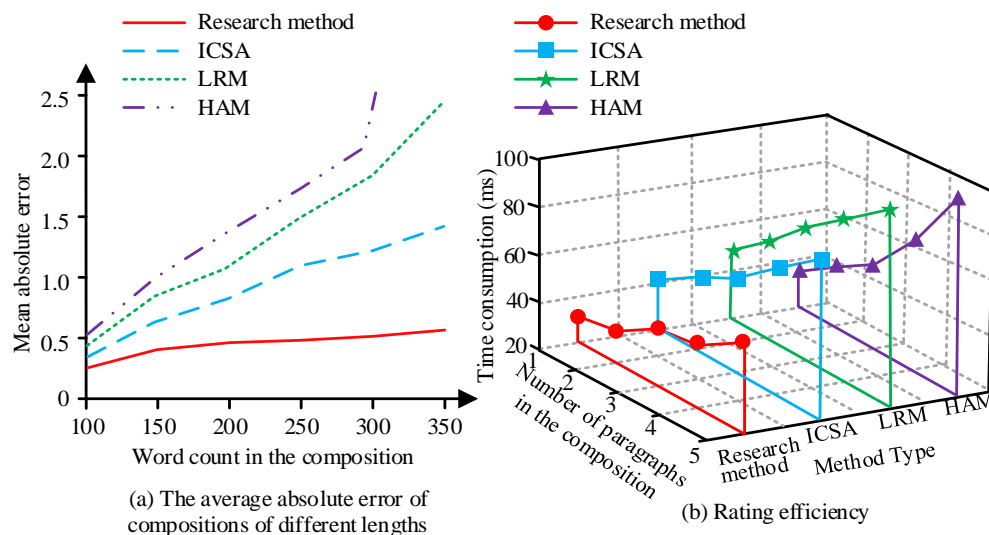 Research method
ICSA
LRM
HAM
Mean absolute error
2.5
2.0
1.5
1.0
0.5
0
100 150 200 250 300 350
Word count in the composition
(a) The average absolute error of
compositions of different lengths
Research method
ICSA
LRM
HAM
Time consumption (ms)
100
80
60
40
20
1
2
3
4
5
Number of paragraphs
in the composition
Research
method
ICSA
LRM
HAM
Method Type
(b) Rating efficiency